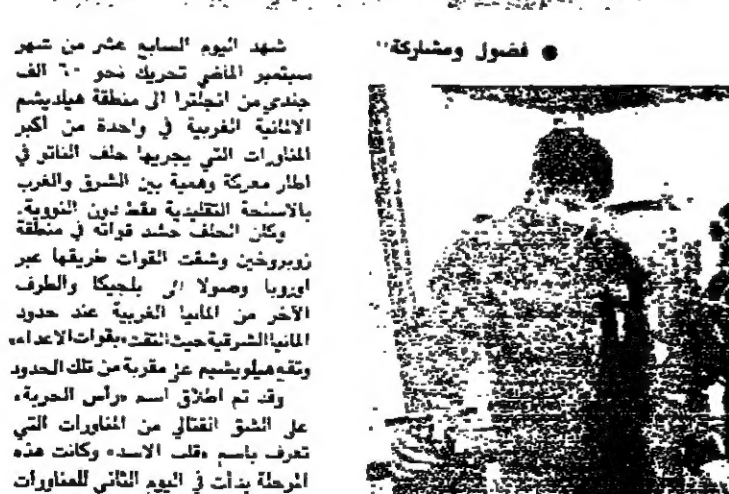 ● فضول ومشاركة"
شهد اليوم السابع عشر من شهر
سبتمبر الماضي تحريك نحو ٦٠ الف
جندي من انجلترا الى منطقة هيلديشم
الالمانية الغربية في واحدة من أكبر
المناورات التي يجريها حلف الناتو في
اطار معركة وهمية بين الشرق والغرب
بالاسلحة التقليدية فقط دون النووية.
وكان الحلف حشد قواته في منطقة
زوبروخين وشقت القوات طريقها عبر
اوروبا وصولا الى بلجيكا والطرف
الآخر من المانيا الغربية عند حدود
المانيا الشرقية حيث التقت «بقوات الاعداء»
وتقع هيلويشيم على مقربة من تلك الحدود
وقد تم اطلاق اسم «رأس الحربة»
على الشق القتالي من المناورات التي
تعرف باسم «قلب الاسد» وكانت هذه
المرحلة بدأت في اليوم الثاني للمناورات